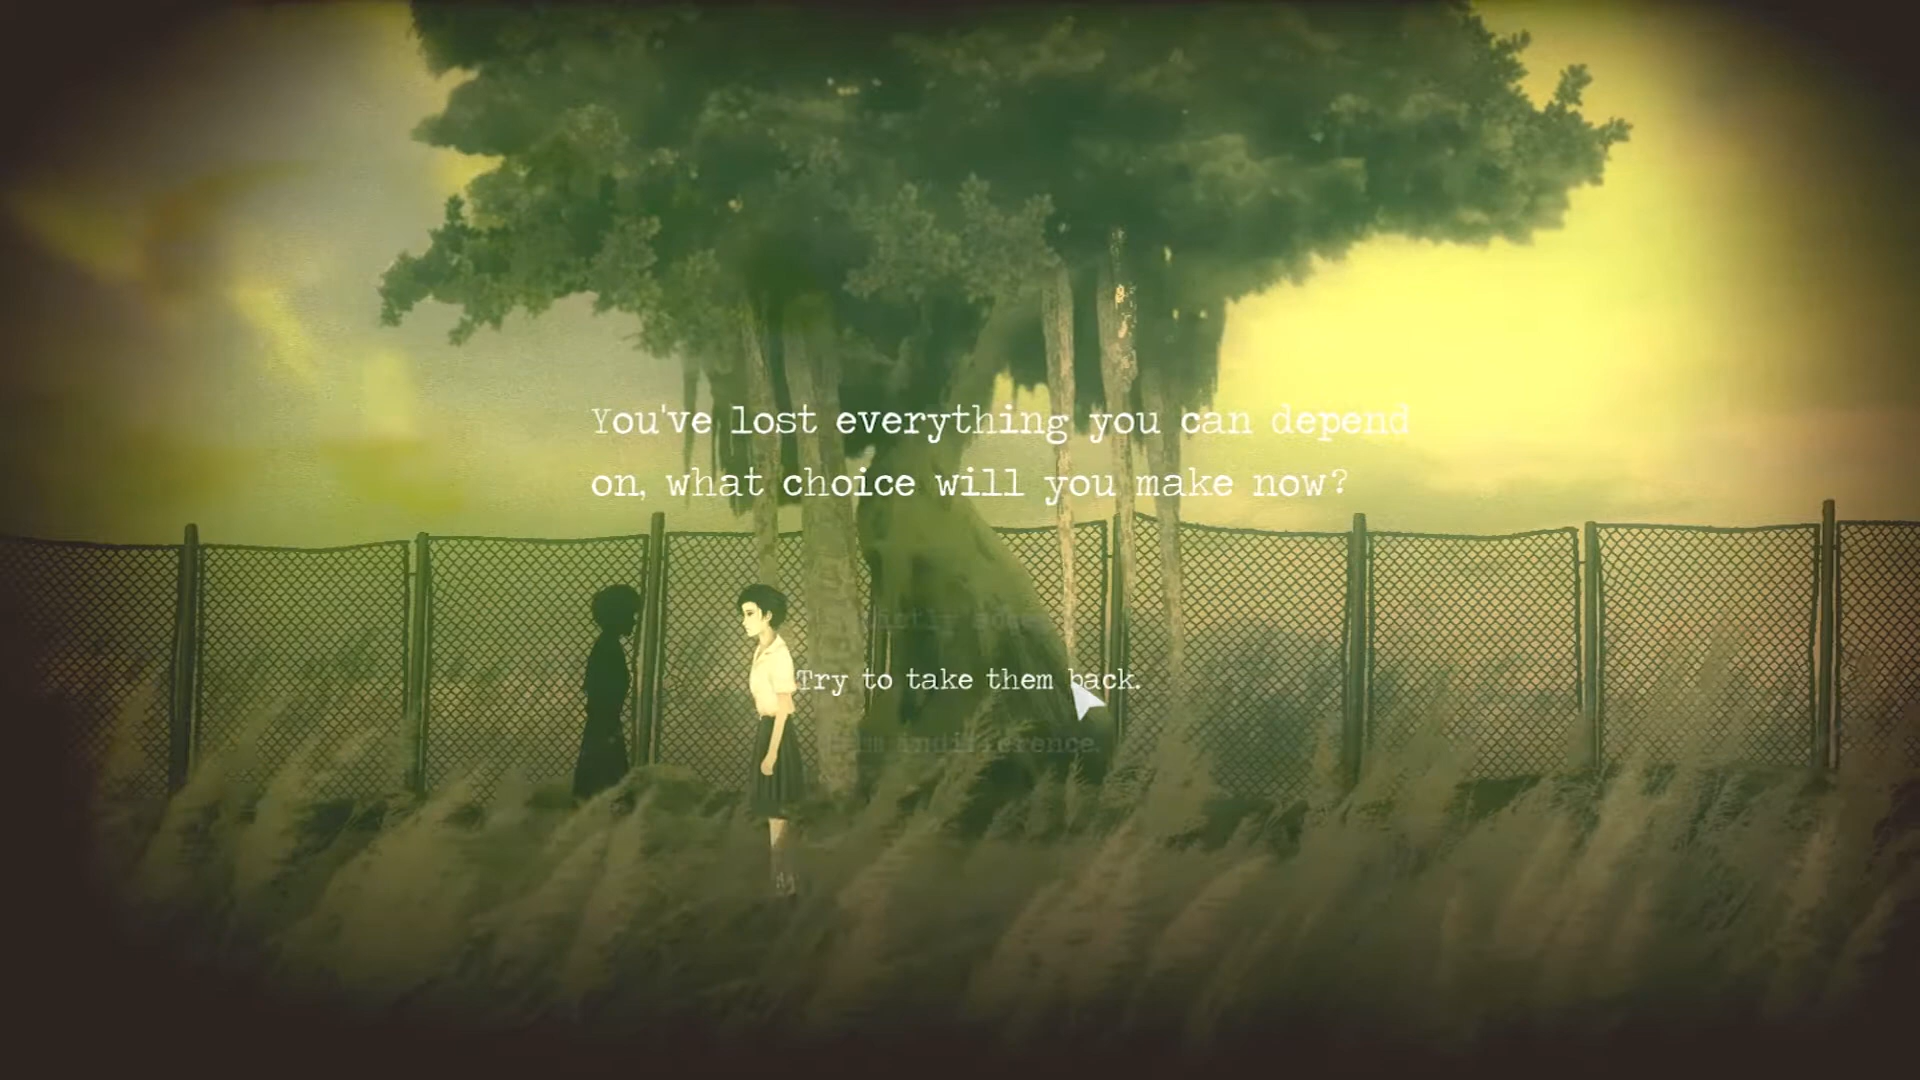 You've lost everything you can depend
on, what choice will you make now?
Try to take them back.
indifference.